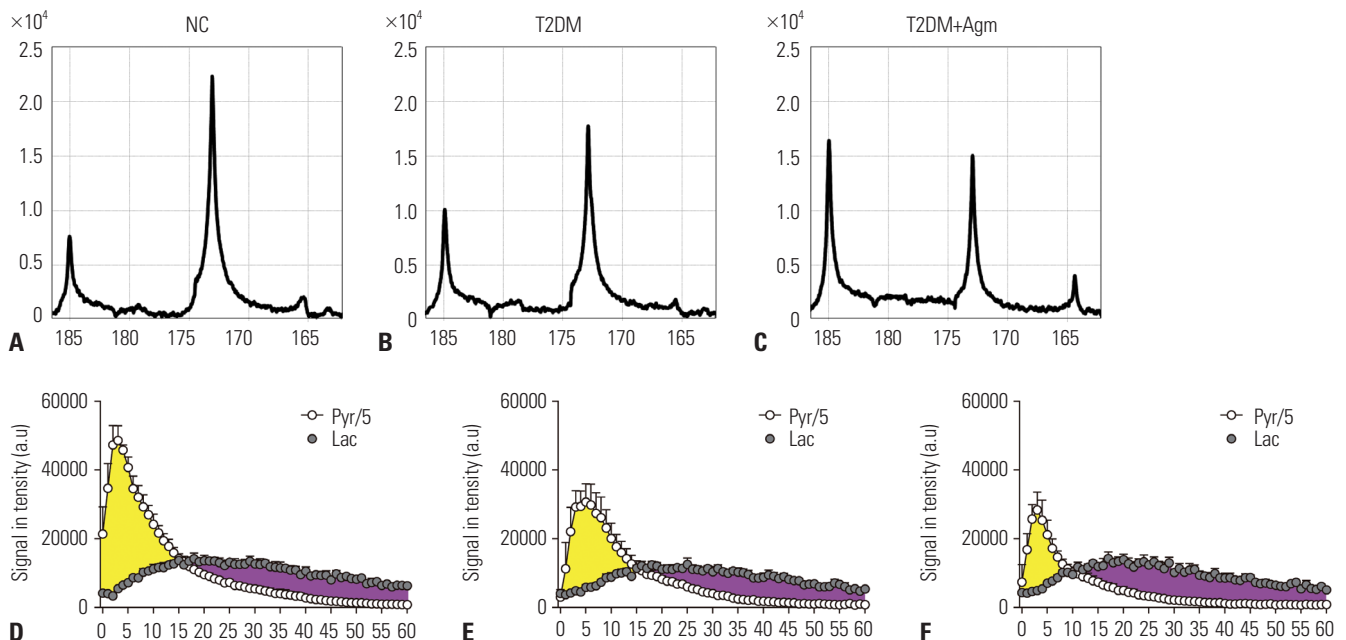 ×10⁴ NC ×10⁴ T2DM ×10⁴ T2DM+Agm
2.5 2.5 2.5
2.0 2.0 2.0
1.5 1.5 1.5
1.0 1.0 1.0
0.5 0.5 0.5
0 0 0
A 185 180 175 170 165 B 185 180 175 170 165 C 185 180 175 170 165
60000 60000 60000
Pyr/5 Pyr/5 Pyr/5
Lac Lac Lac
40000 40000 40000
Signal in tensity (a.u) Signal in tensity (a.u) Signal in tensity (a.u)
20000 20000 20000
0 0 0
D 0 5 10 15 20 25 30 35 40 45 50 55 60 E 0 5 10 15 20 25 30 35 40 45 50 55 60 F 0 5 10 15 20 25 30 35 40 45 50 55 60